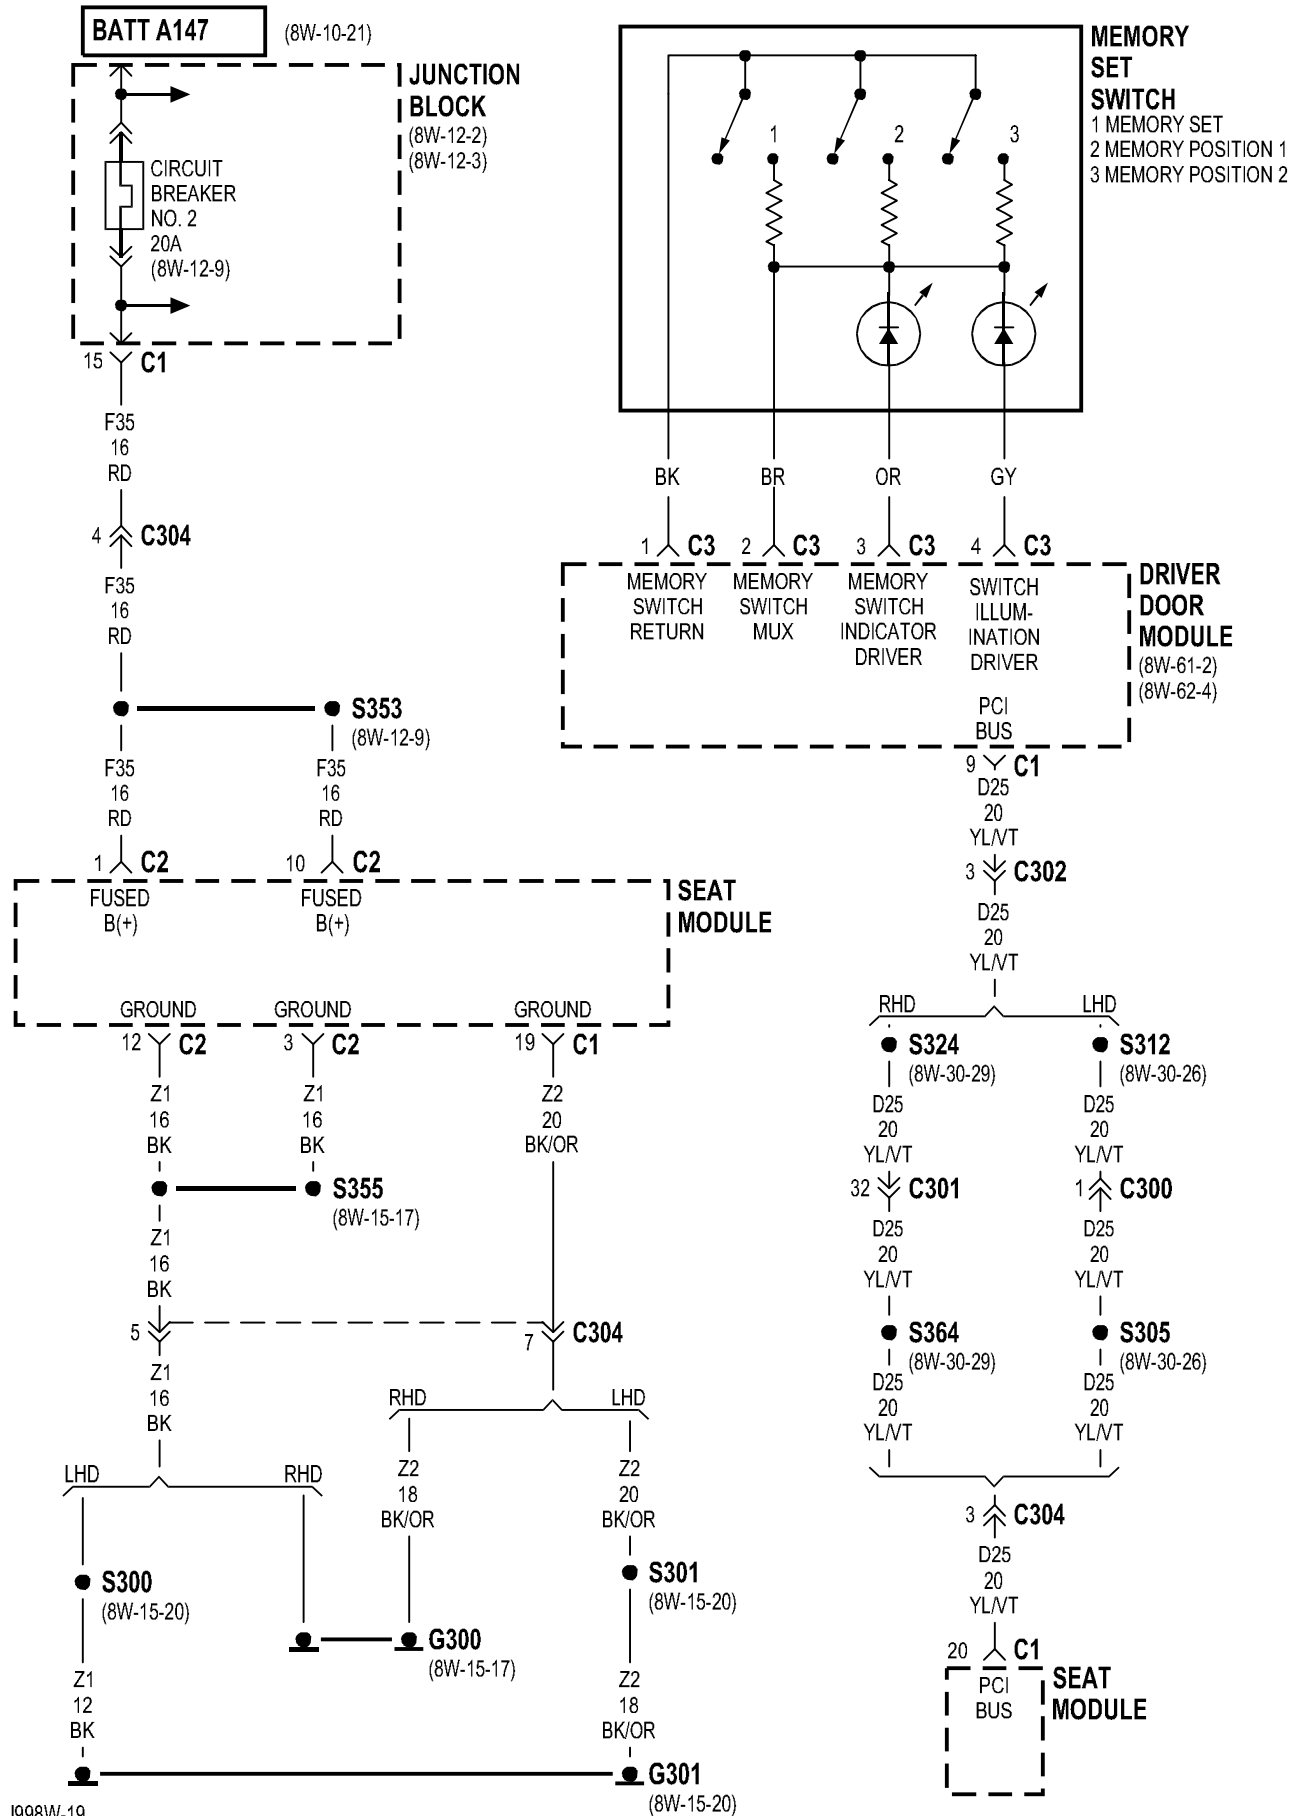 BATT A147
(8W-10-21)
JUNCTION
BLOCK
(8W-12-2)
(8W-12-3)
CIRCUIT
BREAKER
NO. 2
20A
(8W-12-9)
15
C1
F35
16
RD
4
C304
F35
16
RD
S353
(8W-12-9)
F35
16
RD
F35
16
RD
1
C2
10
C2
FUSED
B(+)
FUSED
B(+)
SEAT
MODULE
GROUND
GROUND
GROUND
12
C2
3
C2
19
C1
Z1
16
BK
Z1
16
BK
Z2
20
BK/OR
S355
(8W-15-17)
Z1
16
BK
5
7
C304
Z1
16
BK
LHD
RHD
RHD
LHD
Z2
18
BK/OR
Z2
20
BK/OR
S300
(8W-15-20)
S301
(8W-15-20)
G300
(8W-15-17)
Z1
12
BK
Z2
18
BK/OR
G301
(8W-15-20)
MEMORY
SET
SWITCH
1 MEMORY SET
2 MEMORY POSITION 1
3 MEMORY POSITION 2
1
2
3
BK
BR
OR
GY
1
C3
2
C3
3
C3
4
C3
MEMORY
SWITCH
RETURN
MEMORY
SWITCH
MUX
MEMORY
SWITCH
INDICATOR
DRIVER
SWITCH
ILLUM-
INATION
DRIVER
PCI
BUS
DRIVER
DOOR
MODULE
(8W-61-2)
(8W-62-4)
9
C1
D25
20
YL/VT
3
C302
D25
20
YL/VT
RHD
LHD
S324
(8W-30-29)
S312
(8W-30-26)
D25
20
YL/VT
D25
20
YL/VT
32
C301
1
C300
D25
20
YL/VT
D25
20
YL/VT
S364
(8W-30-29)
S305
(8W-30-26)
D25
20
YL/VT
D25
20
YL/VT
3
C304
D25
20
YL/VT
20
C1
PCI
BUS
SEAT
MODULE
J998W-19